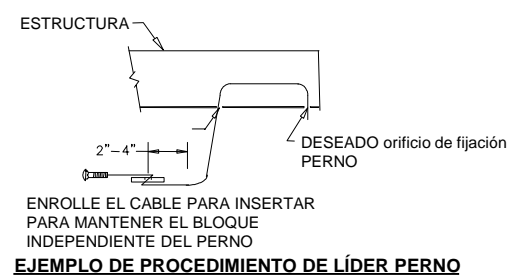 ESTRUCTURA
DESEADO orificio de fijación
PERNO
2"-4"
ENROLLE EL CABLE PARA INSERTAR
PARA MANTENER EL BLOQUE
INDEPENDIENTE DEL PERNO
EJEMPLO DE PROCEDIMIENTO DE LÍDER PERNO